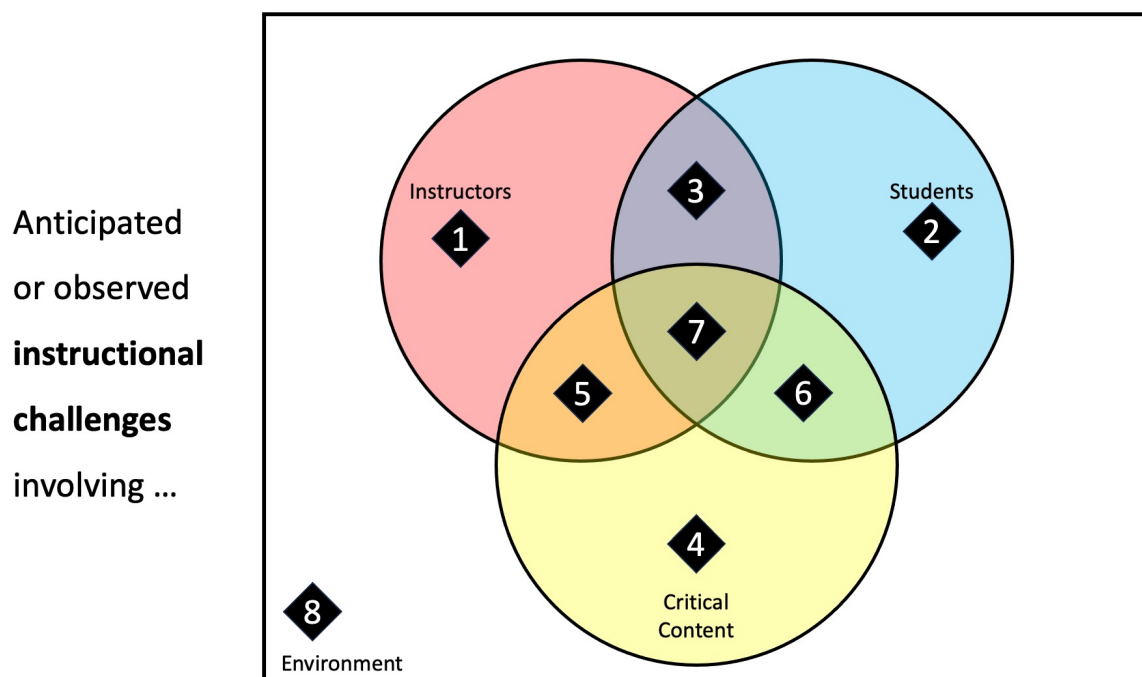 Anticipated
or observed
instructional
challenges
involving ...
Instructors
1
3
Students
2
7
5
6
4
Critical
Content
8
Environment